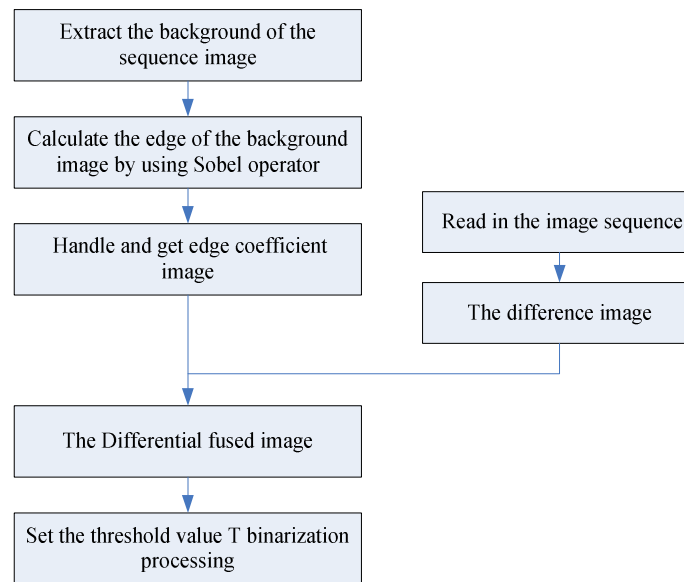 Extract the background of the
sequence image
Calculate the edge of the background
image by using Sobel operator
Handle and get edge coefficient
image
Read in the image sequence
The difference image
The Differential fused image
Set the threshold value T binarization
processing